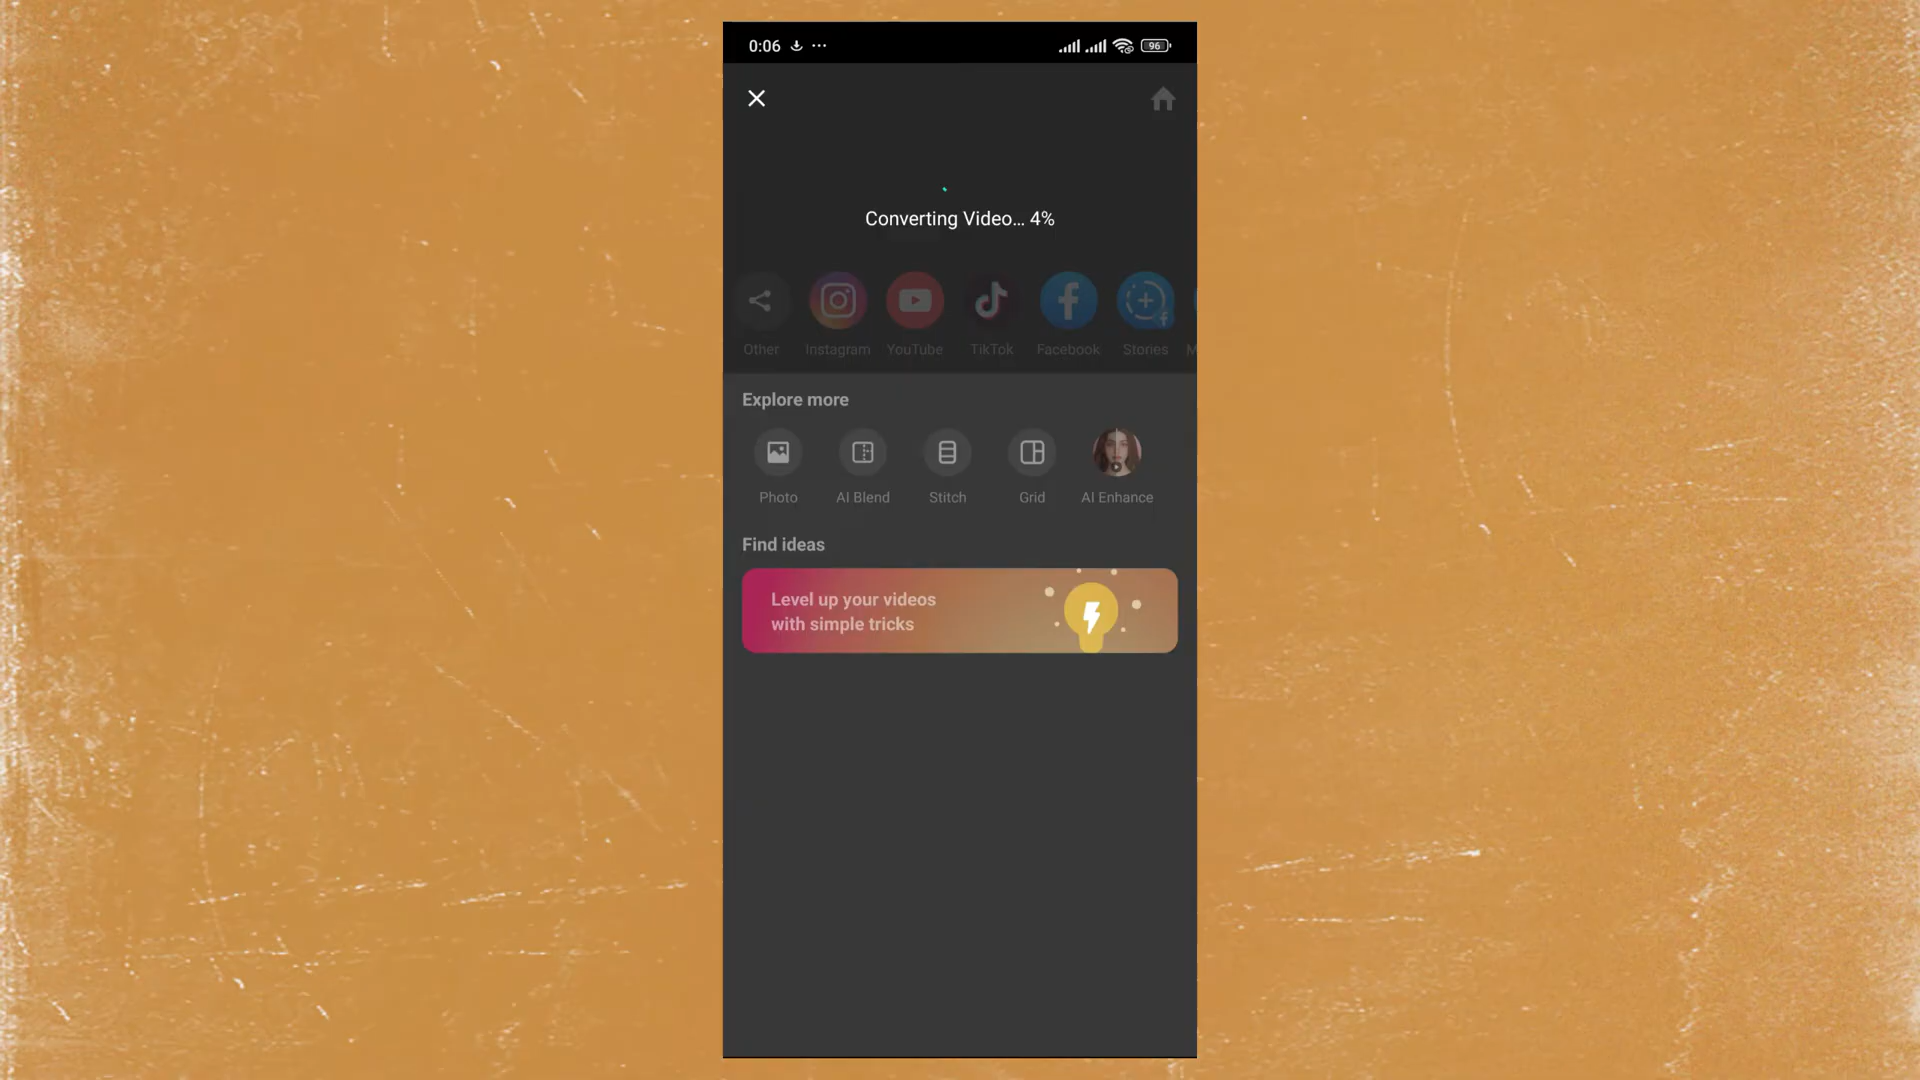 0:06 ··· 96
Converting Video... 4%
Other Instagram YouTube TikTok Facebook Stories M
Explore more
Photo AI Blend Stitch Grid AI Enhance
Find ideas
Level up your videos
with simple tricks